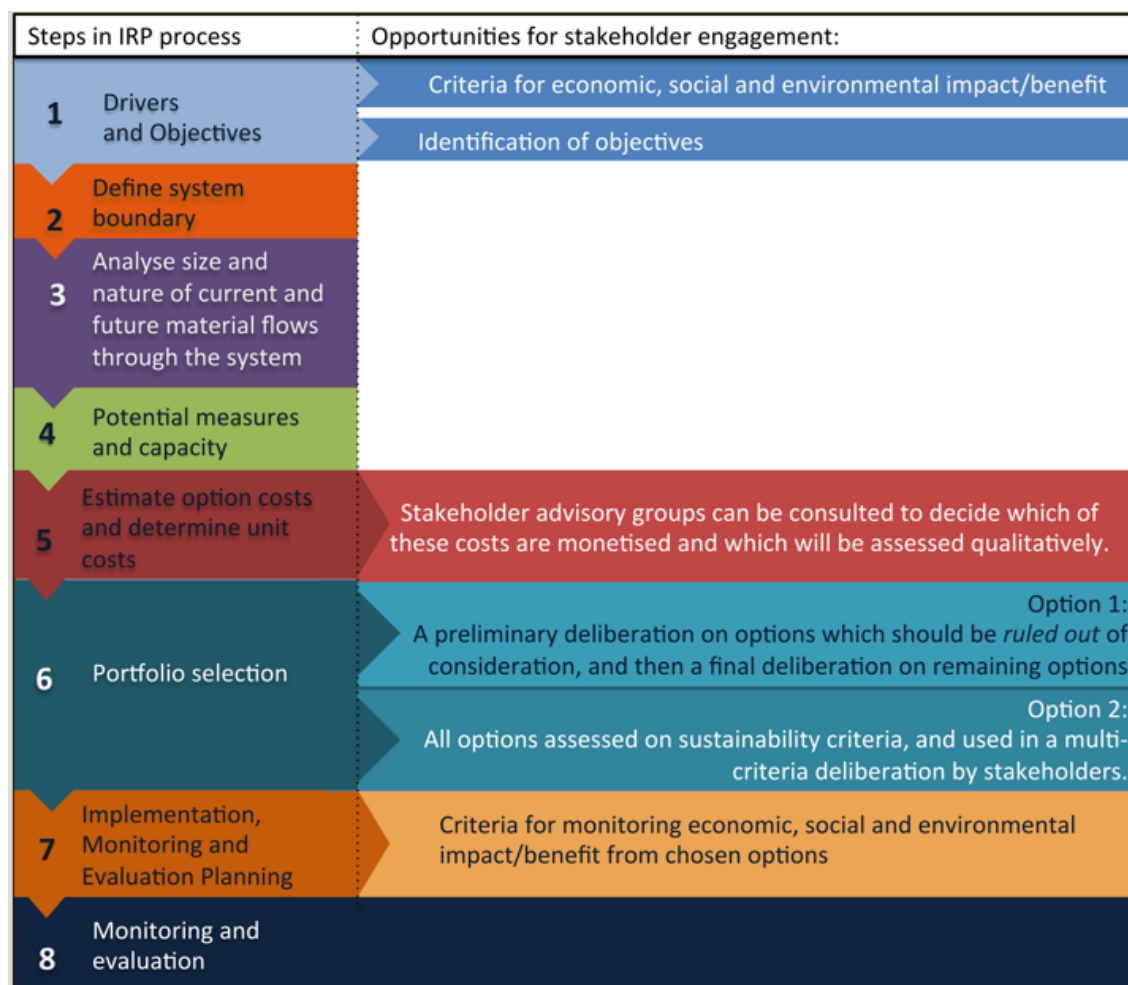 Steps in IRP process
Opportunities for stakeholder engagement:
1
Drivers
and Objectives
Criteria for economic, social and environmental impact/benefit
Identification of objectives
2
Define system
boundary
3
Analyse size and
nature of current and
future material flows
through the system
4
Potential measures
and capacity
5
Estimate option costs
and determine unit
costs
Stakeholder advisory groups can be consulted to decide which of
these costs are monetised and which will be assessed qualitatively.
6
Portfolio selection
Option 1:
A preliminary deliberation on options which should be ruled out of
consideration, and then a final deliberation on remaining options
Option 2:
All options assessed on sustainability criteria, and used in a multi-
criteria deliberation by stakeholders.
7
Implementation,
Monitoring and
Evaluation Planning
Criteria for monitoring economic, social and environmental
impact/benefit from chosen options
8
Monitoring and
evaluation